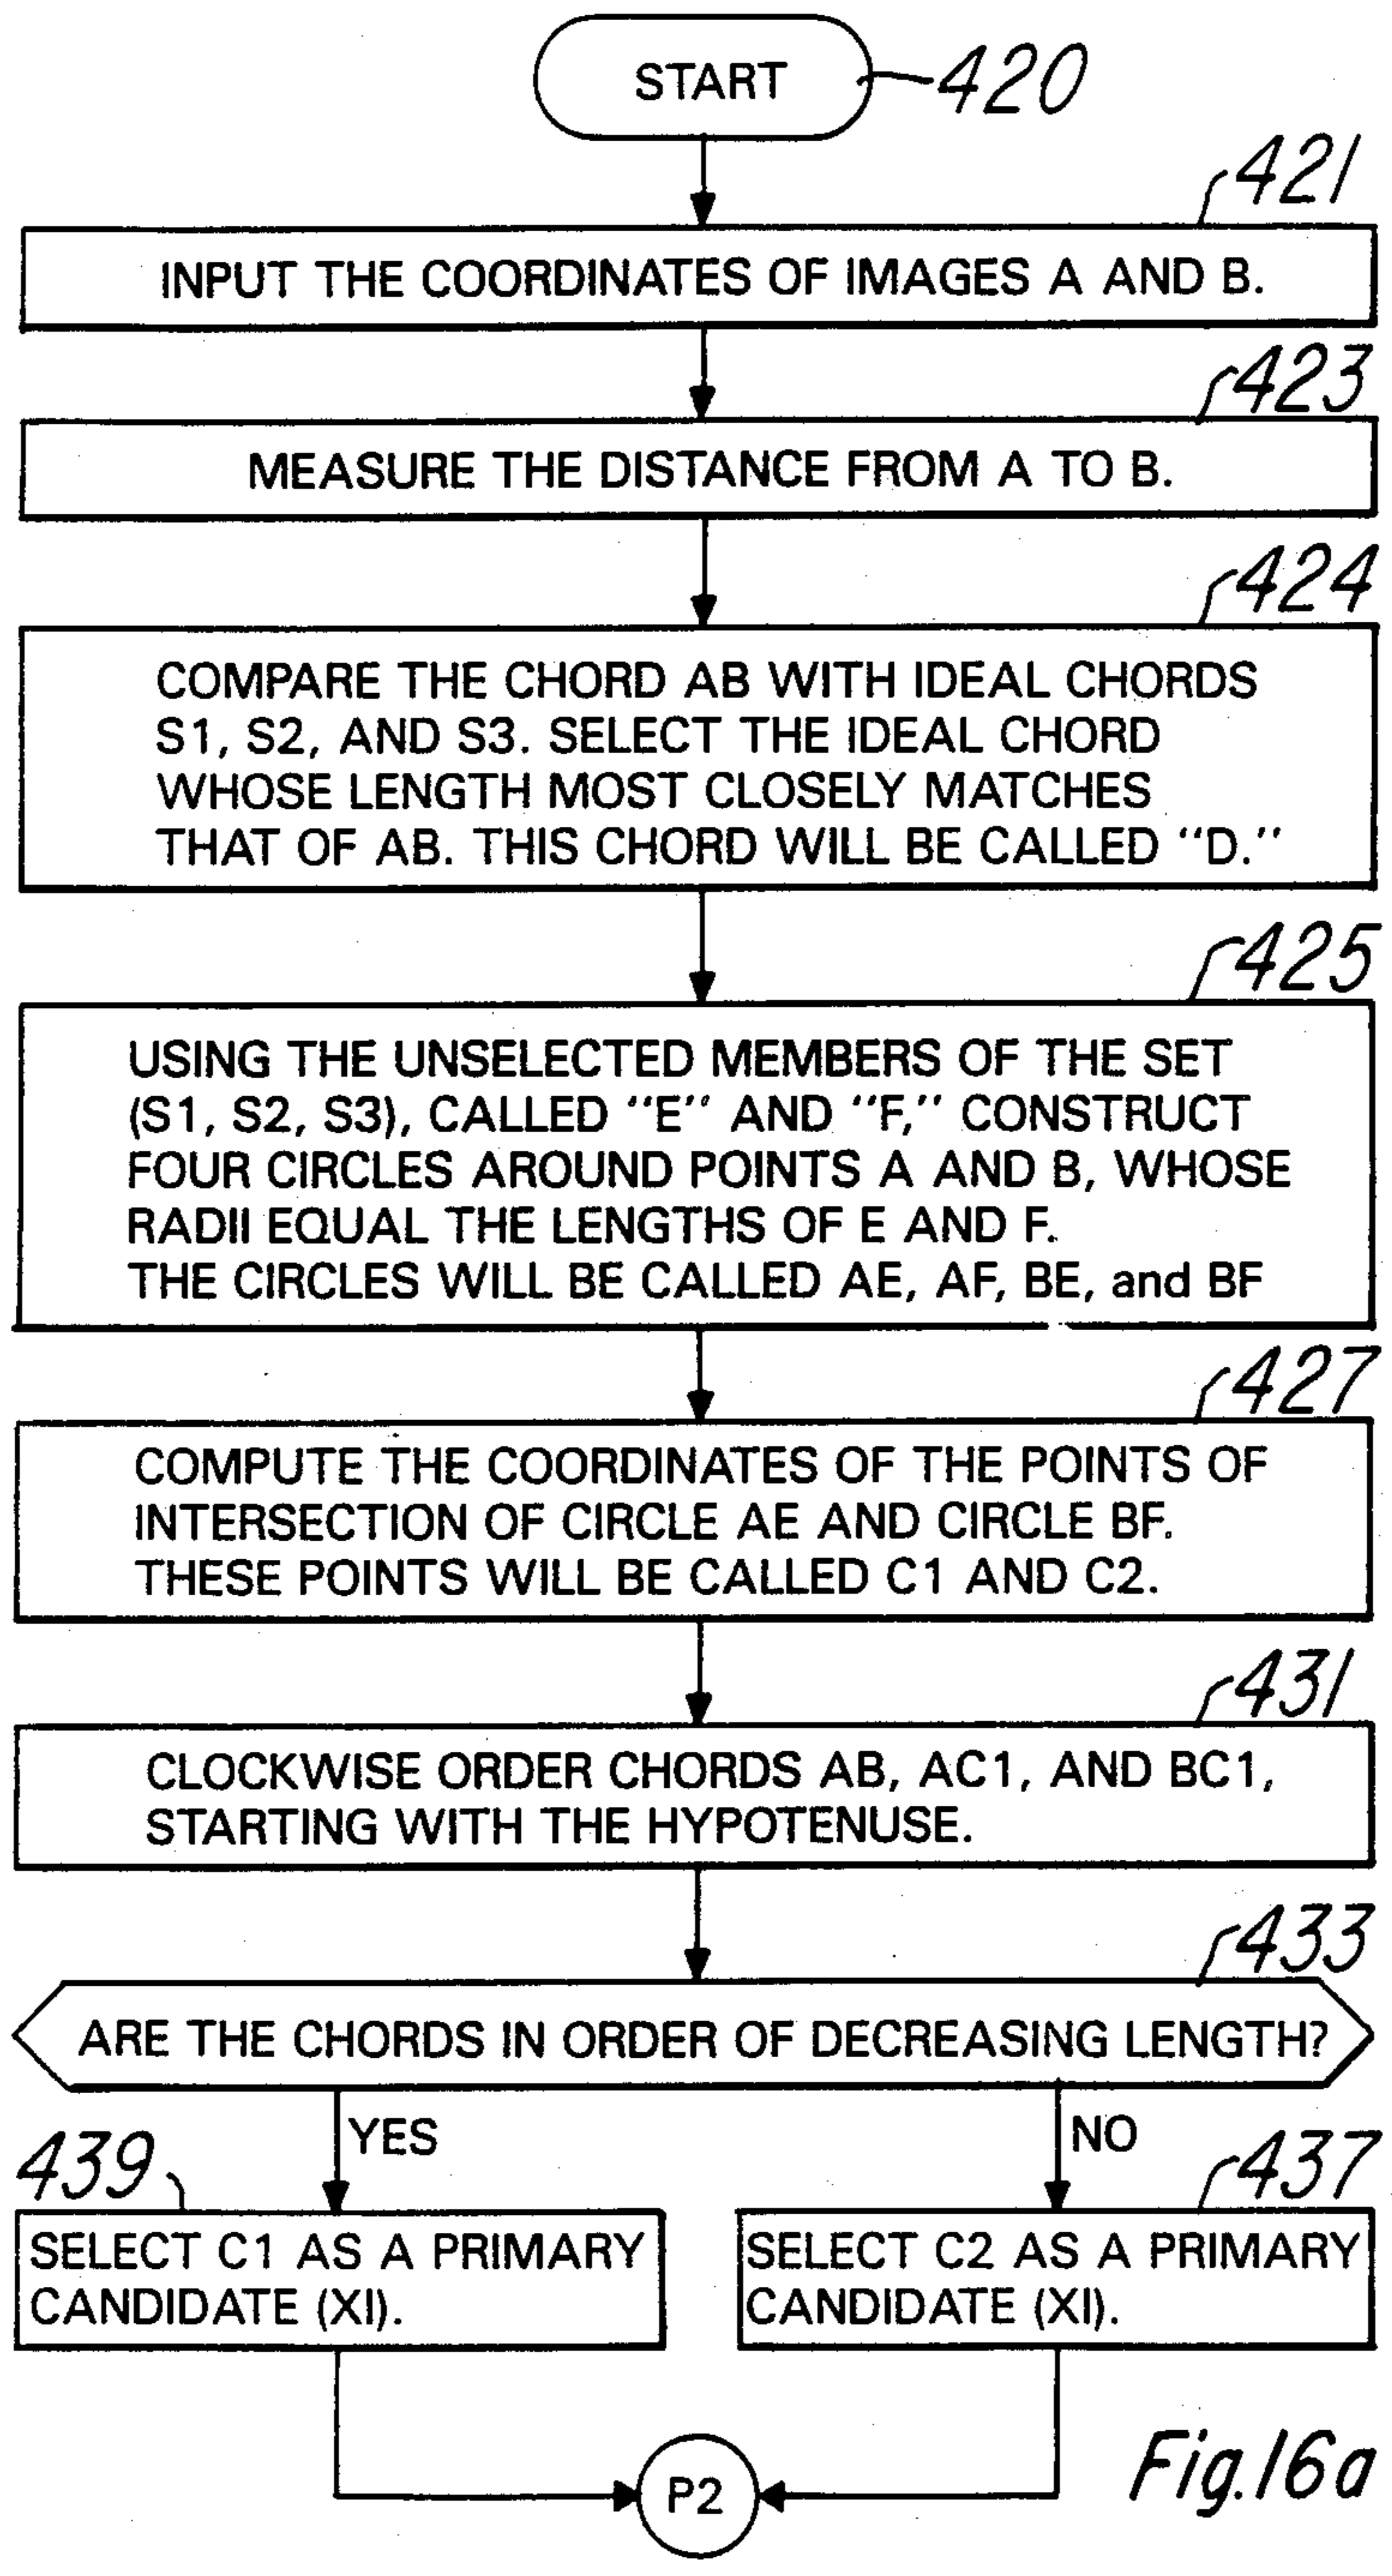 START
420
421
INPUT THE COORDINATES OF IMAGES A AND B.
423
MEASURE THE DISTANCE FROM A TO B.
424
COMPARE THE CHORD AB WITH IDEAL CHORDS
S1, S2, AND S3. SELECT THE IDEAL CHORD
WHOSE LENGTH MOST CLOSELY MATCHES
THAT OF AB. THIS CHORD WILL BE CALLED "D."
425
USING THE UNSELECTED MEMBERS OF THE SET
(S1, S2, S3), CALLED "E" AND "F," CONSTRUCT
FOUR CIRCLES AROUND POINTS A AND B, WHOSE
RADII EQUAL THE LENGTHS OF E AND F.
THE CIRCLES WILL BE CALLED AE, AF, BE, and BF
427
COMPUTE THE COORDINATES OF THE POINTS OF
INTERSECTION OF CIRCLE AE AND CIRCLE BF.
THESE POINTS WILL BE CALLED C1 AND C2.
431
CLOCKWISE ORDER CHORDS AB, AC1, AND BC1,
STARTING WITH THE HYPOTENUSE.
433
ARE THE CHORDS IN ORDER OF DECREASING LENGTH?
YES
NO
439
437
SELECT C1 AS A PRIMARY
CANDIDATE (XI).
SELECT C2 AS A PRIMARY
CANDIDATE (XI).
P2
Fig.16a